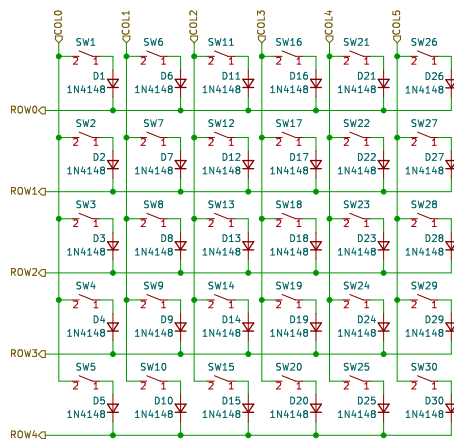 COL0 COL1 COL2 COL3 COL4 COL5
SW1 SW6 SW11 SW16 SW21 SW26
2 1 2 1 2 1 2 1 2 1 2 1
D1 D6 D11 D16 D21 D26
1N4148 1N4148 1N4148 1N4148 1N4148 1N4148
ROW0
SW2 SW7 SW12 SW17 SW22 SW27
2 1 2 1 2 1 2 1 2 1 2 1
D2 D7 D12 D17 D22 D27
1N4148 1N4148 1N4148 1N4148 1N4148 1N4148
ROW1
SW3 SW8 SW13 SW18 SW23 SW28
2 1 2 1 2 1 2 1 2 1 2 1
D3 D8 D13 D18 D23 D28
1N4148 1N4148 1N4148 1N4148 1N4148 1N4148
ROW2
SW4 SW9 SW14 SW19 SW24 SW29
2 1 2 1 2 1 2 1 2 1 2 1
D4 D9 D14 D19 D24 D29
1N4148 1N4148 1N4148 1N4148 1N4148 1N4148
ROW3
SW5 SW10 SW15 SW20 SW25 SW30
2 1 2 1 2 1 2 1 2 1 2 1
D5 D10 D15 D20 D25 D30
1N4148 1N4148 1N4148 1N4148 1N4148 1N4148
ROW4